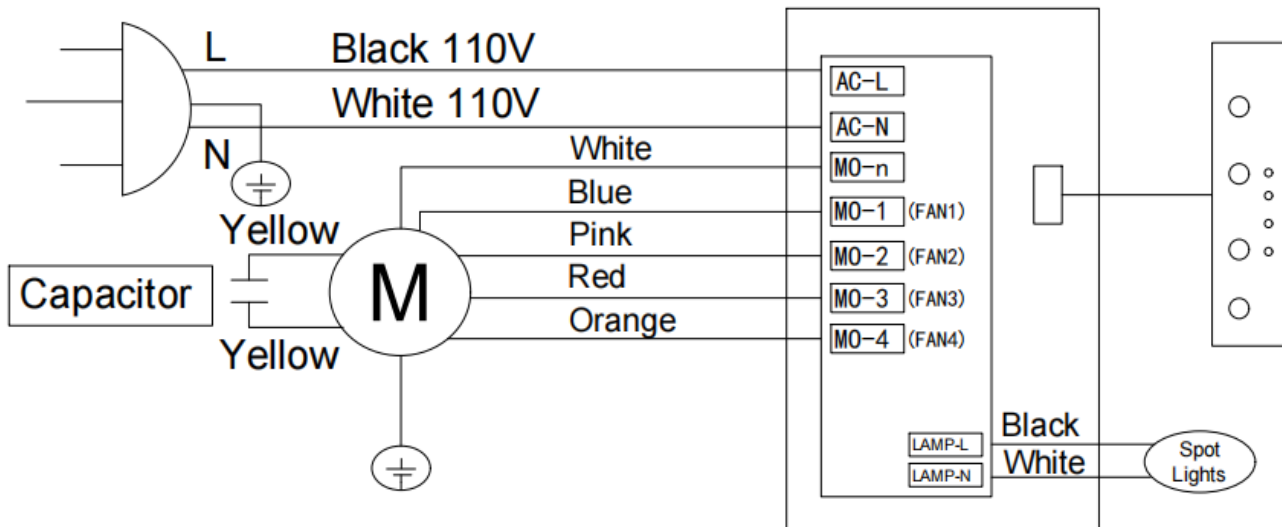 L
Black 110V
White 110V
N
AC-L
AC-N
White
MO-n
Blue
MO-1 (FAN1)
Yellow
Pink
MO-2 (FAN2)
Capacitor
M
Red
MO-3 (FAN3)
Orange
MO-4 (FAN4)
Yellow
LAMP-L
Black
LAMP-N
White
Spot
Lights